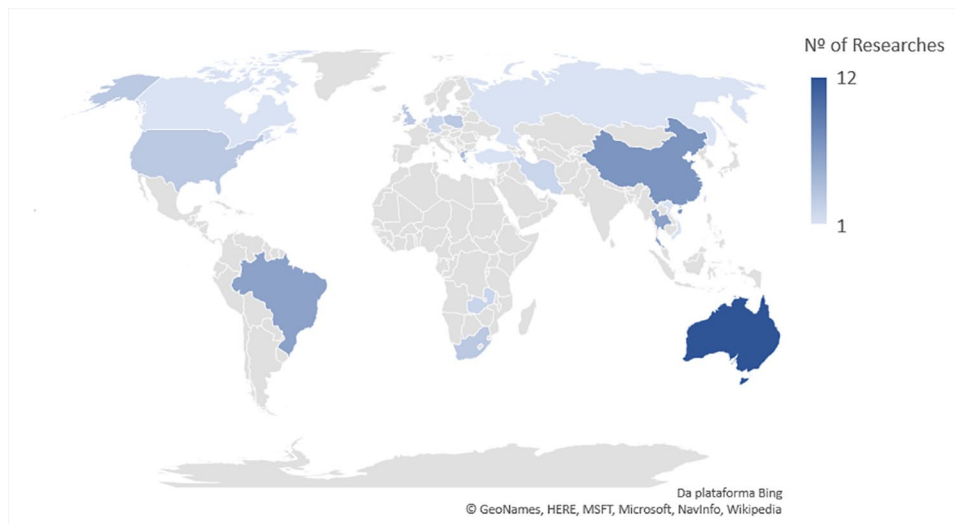 Nº of Researches
12
1
Da plataforma Bing
© GeoNames, HERE, MSFT, Microsoft, NavInfo, Wikipedia